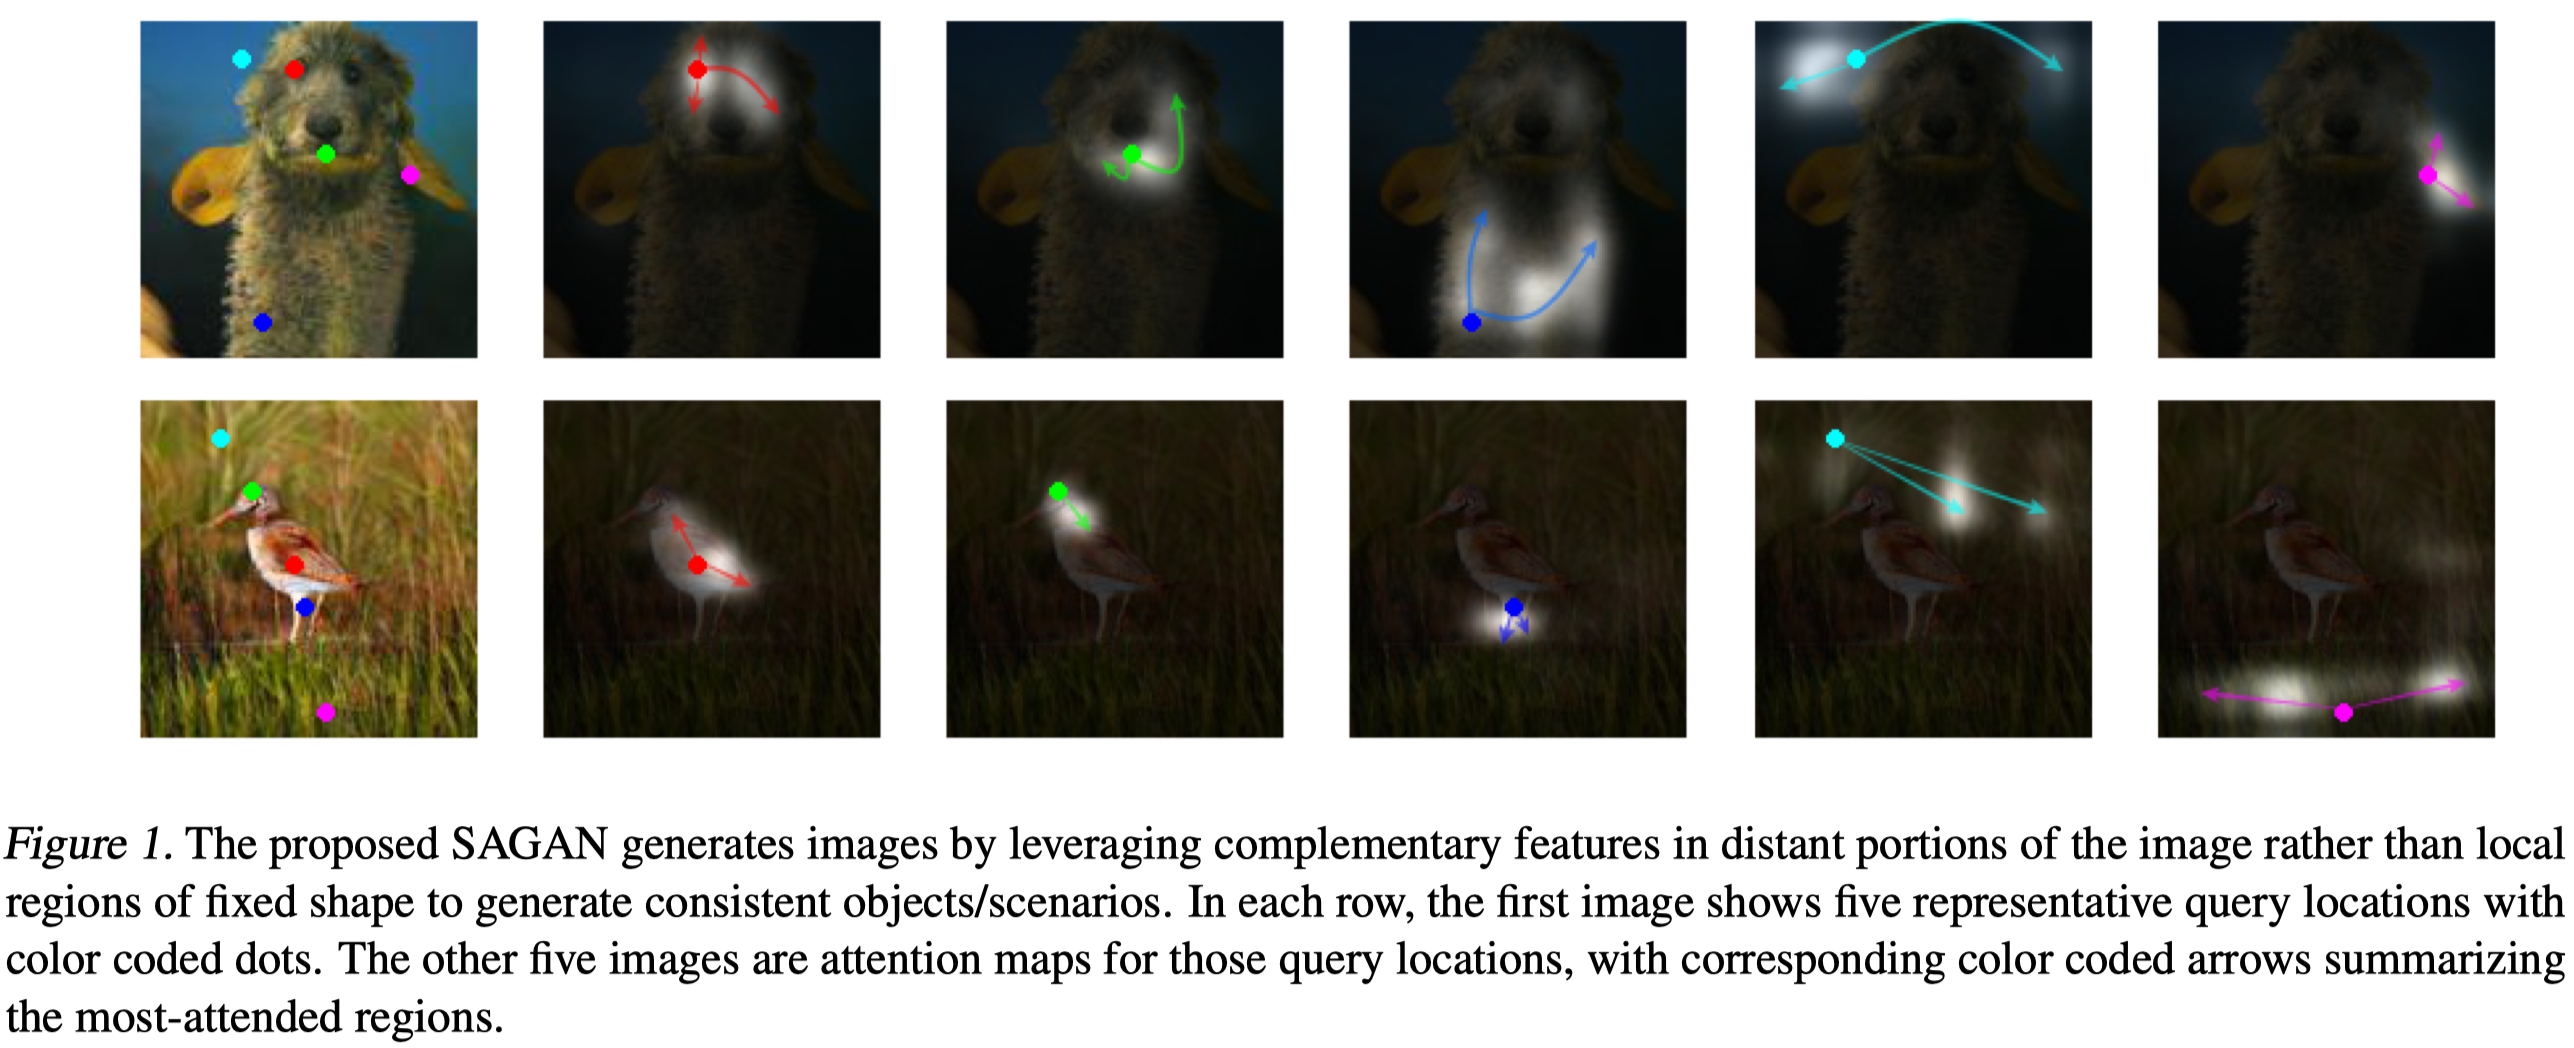 Figure 1. The proposed SAGAN generates images by leveraging complementary features in distant portions of the image rather than local
regions of fixed shape to generate consistent objects/scenarios. In each row, the first image shows five representative query locations with
color coded dots. The other five images are attention maps for those query locations, with corresponding color coded arrows summarizing
the most-attended regions.